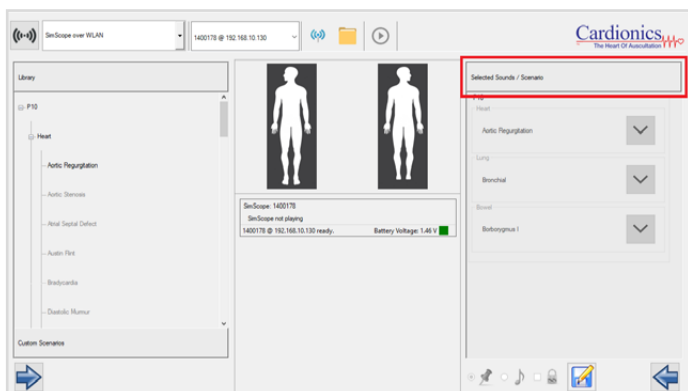 SimScope over WLAN
1400178 @ 192.168.10.130
Cardionics
The Heart Of Auscultation
Library
P10
Heart
Aortic Regurgitation
Aortic Stenosis
Atrial Septal Defect
Austin Flint
Bradycardia
Diastolic Murmur
Custom Scenarios
SimScope: 1400178
SimScope not playing
1400178 @ 192.168.10.130 ready. Battery Voltage: 1.46 V
Selected Sounds / Scenario
P10
Heart
Aortic Regurgitation
Lung
Bronchial
Bowel
Borborygmus I